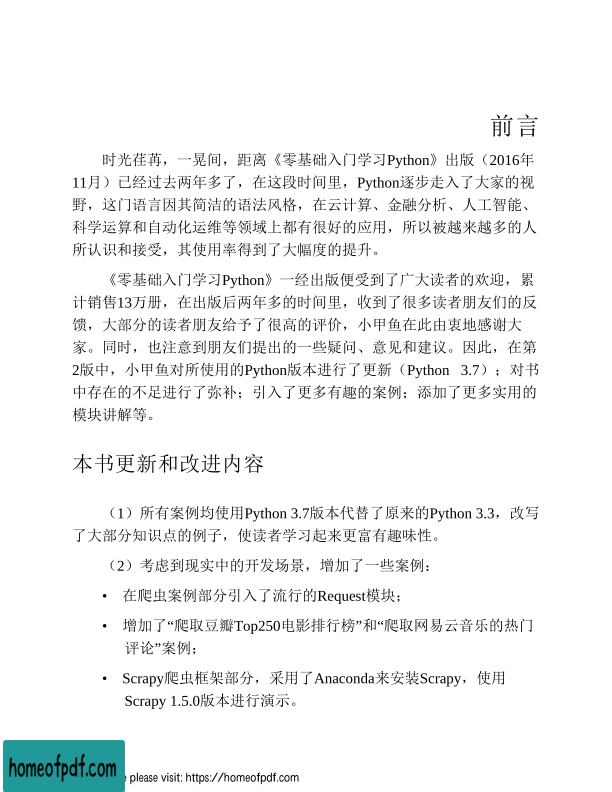 前言
时光荏苒，一晃间，距离《零基础入门学习Python》出版（2016年
11月）已经过去两年多了，在这段时间里，Python逐步走入了大家的视
野，这门语言因其简洁的语法风格，在云计算、金融分析、人工智能、
科学运算和自动化运维等领域上都有很好的应用，所以被越来越多的人
所认识和接受，其使用率得到了大幅度的提升。
《零基础入门学习Python》一经出版便受到了广大读者的欢迎，累
计销售13万册，在出版后两年多的时间里，收到了很多读者朋友们的反
馈，大部分的读者朋友给予了很高的评价，小甲鱼在此由衷地感谢大
家。同时，也注意到朋友们提出的一些疑问、意见和建议。因此，在第
2版中，小甲鱼对所使用的Python版本进行了更新（Python 3.7）；对书
中存在的不足进行了弥补；引入了更多有趣的案例；添加了更多实用的
模块讲解等。
本书更新和改进内容
（1）所有案例均使用Python 3.7版本代替了原来的Python 3.3，改写
了大部分知识点的例子，使读者学习起来更富有趣味性。
（2）考虑到现实中的开发场景，增加了一些案例：
• 在爬虫案例部分引入了流行的Request模块；
• 增加了“爬取豆瓣Top250电影排行榜”和“爬取网易云音乐的热门
评论”案例；
• Scrapy爬虫框架部分，采用了Anaconda来安装Scrapy，使用
Scrapy 1.5.0版本进行演示。
homeofpdf.com
please visit: https://homeofpdf.com